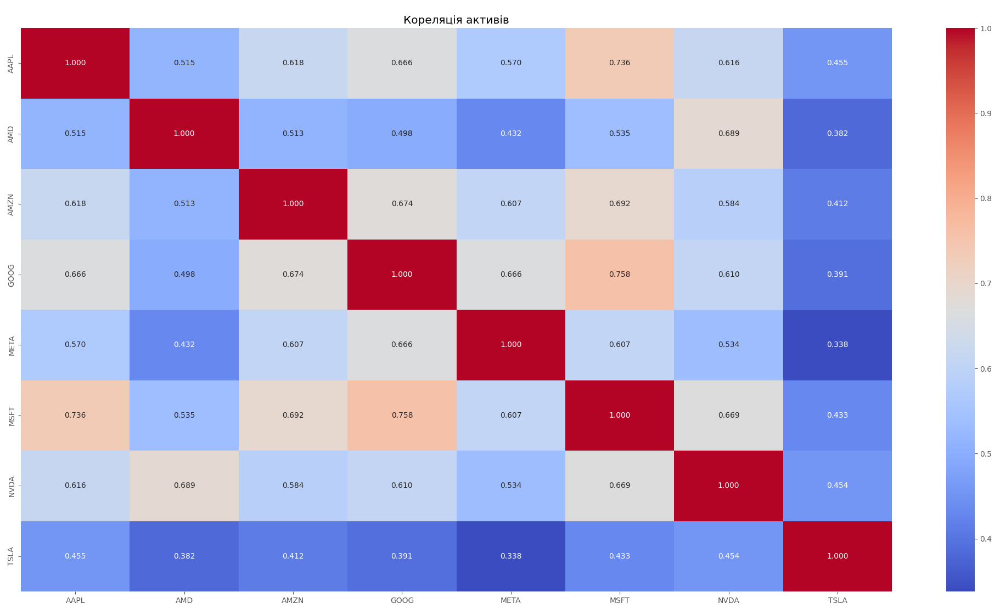 Кореляція активів
AAPL 1.000 0.515 0.618 0.666 0.570 0.736 0.616 0.455
AMD 0.515 1.000 0.513 0.498 0.432 0.535 0.689 0.382
AMZN 0.618 0.513 1.000 0.674 0.607 0.692 0.584 0.412
GOOG 0.666 0.498 0.674 1.000 0.666 0.758 0.610 0.391
META 0.570 0.432 0.607 0.666 1.000 0.607 0.534 0.338
MSFT 0.736 0.535 0.692 0.758 0.607 1.000 0.669 0.433
NVDA 0.616 0.689 0.584 0.610 0.534 0.669 1.000 0.454
TSLA 0.455 0.382 0.412 0.391 0.338 0.433 0.454 1.000
AAPL AMD AMZN GOOG META MSFT NVDA TSLA
1.0
0.9
0.8
0.7
0.6
0.5
0.4